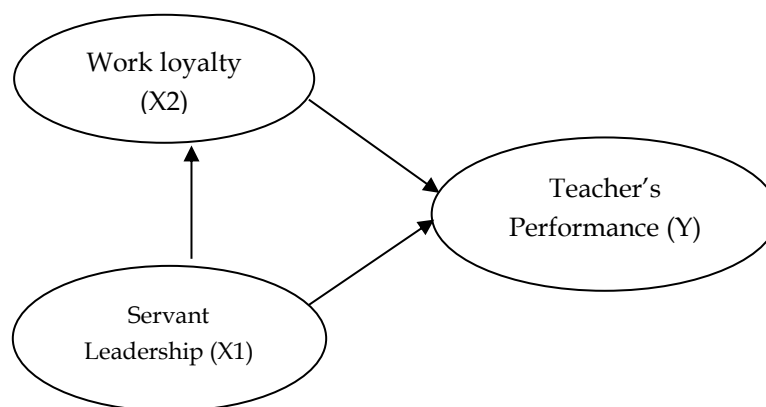 Work loyalty
(X2)
Teacher’s
Performance (Y)
Servant
Leadership (X1)